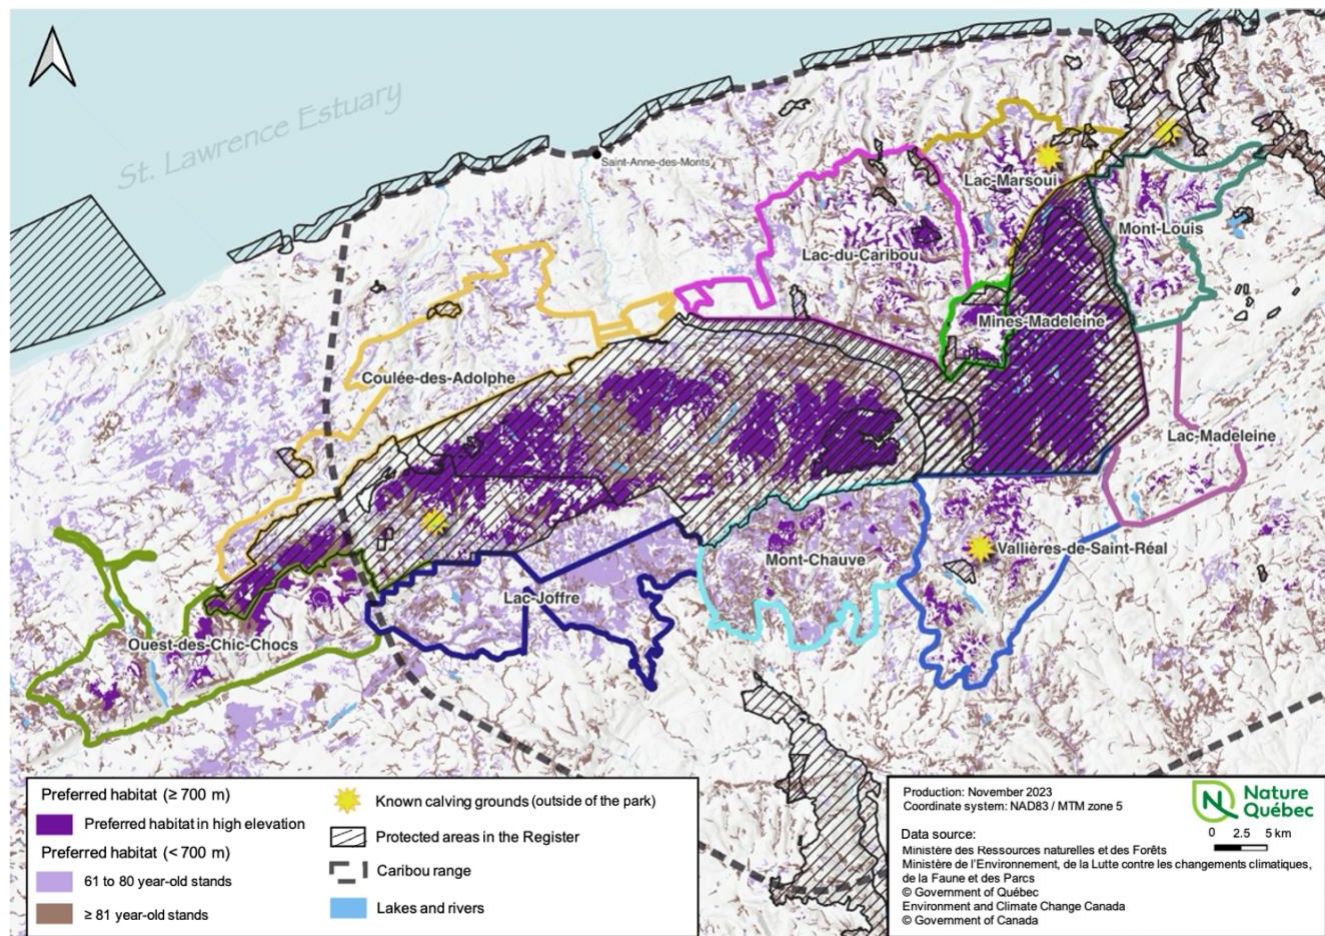 St. Lawrence Estuary
Saint-Anne-des-Monts
Lac-Marsoui
Mont-Louis
Lac-du-Caribou
Mines-Madeleine
Coulée-des-Adolphe
Lac-Madeleine
Vallières-de-Saint-Réal
Mont-Chauve
Lac-Joffre
Ouest-des-Chic-Chocs
Preferred habitat (≥ 700 m)
Preferred habitat in high elevation
Preferred habitat (< 700 m)
61 to 80 year-old stands
≥ 81 year-old stands
Known calving grounds (outside of the park)
Protected areas in the Register
Caribou range
Lakes and rivers
Production: November 2023
Coordinate system: NAD83 / MTM zone 5
Data source:
Ministère des Ressources naturelles et des Forêts
Ministère de l'Environnement, de la Lutte contre les changements climatiques,
de la Faune et des Parcs
© Government of Québec
Environment and Climate Change Canada
© Government of Canada
N
Nature
Québec
0 2.5 5 km